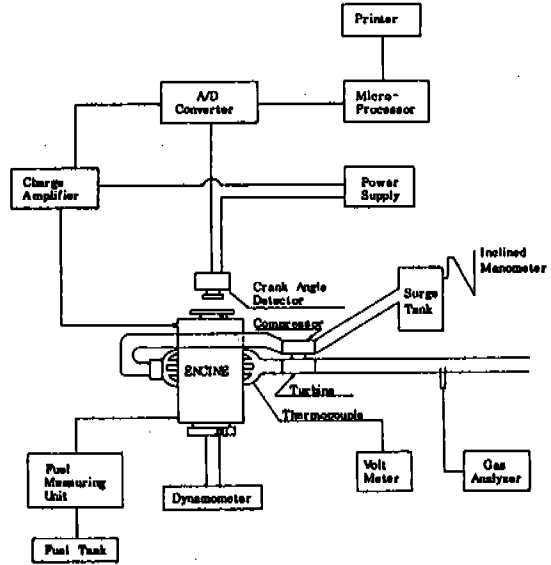 Printer
A/D
Converter
Micro-
Processor
Charge
Amplifier
Power
Supply
Inclined
Manometer
Crank Angle
Detector
Surge
Tank
Compressor
ENGINE
Turbine
Thermocouple
Fuel
Measuring
Unit
Volt
Meter
Gas
Analyzer
Dynamometer
Fuel Tank